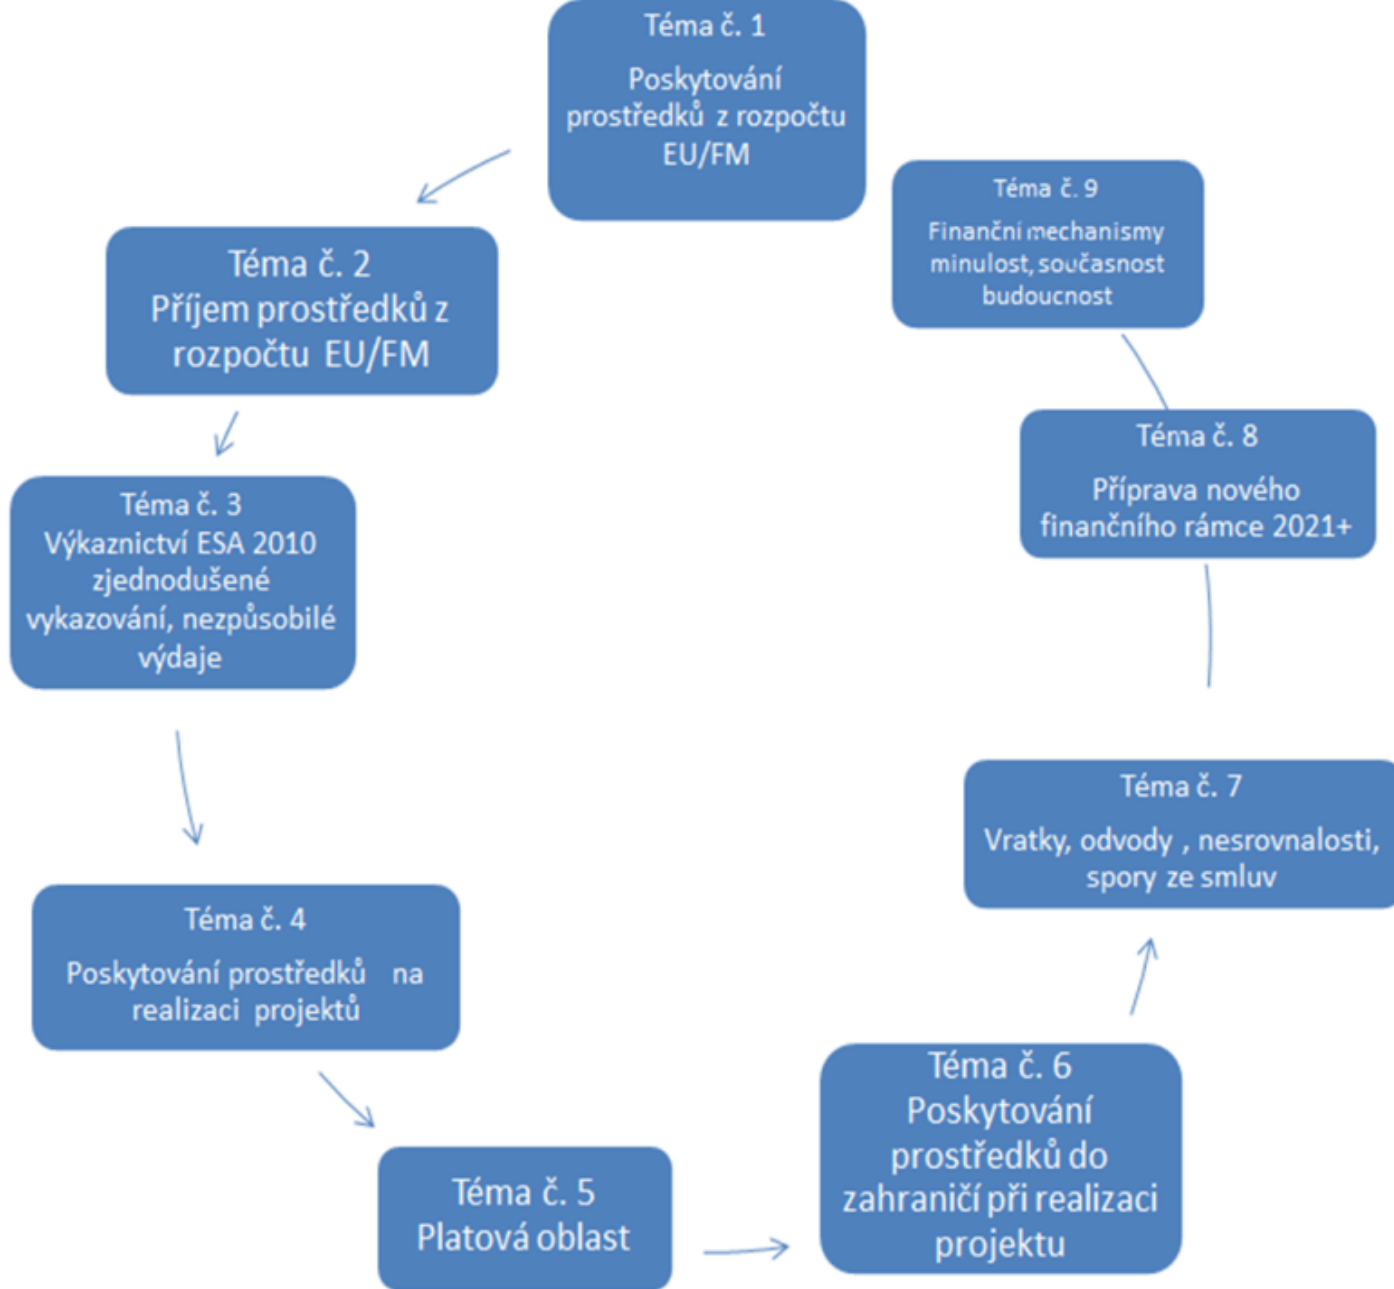 Téma č. 1
Poskytování
prostředků z rozpočtu
EU/FM
Téma č. 2
Příjem prostředků z
rozpočtu EU/FM
Téma č. 3
Výkaznictví ESA 2010
zjednodušené
vykazování, nezpůsobilé
výdaje
Téma č. 4
Poskytování prostředků na
realizaci projektů
Téma č. 5
Platová oblast
Téma č. 6
Poskytování
prostředků do
zahraničí při realizaci
projektu
Téma č. 7
Vratky, odvody , nesrovnalosti,
spory ze smluv
Téma č. 8
Příprava nového
finančního rámce 2021+
Téma č. 9
Finanční mechanismy
minulost, současnost
budoucnost